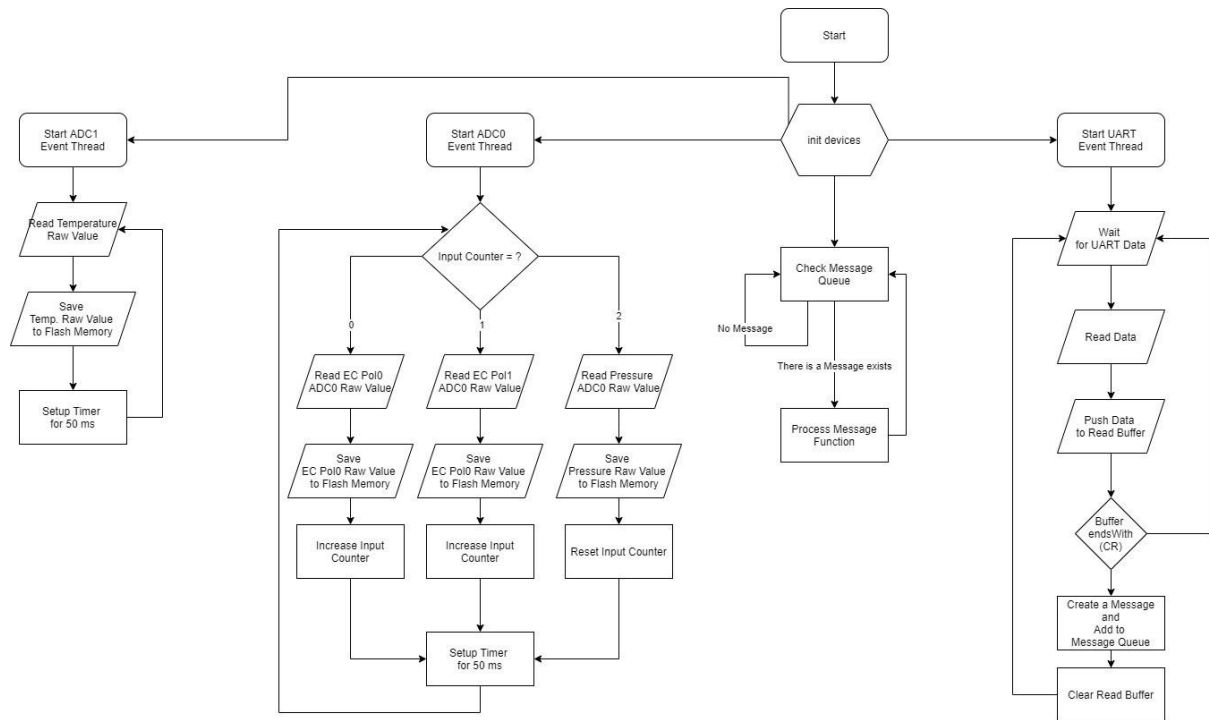 Start
init devices
Start ADC1
Event Thread
Read Temperature
Raw Value
Save
Temp. Raw Value
to Flash Memory
Setup Timer
for 50 ms
Start ADC0
Event Thread
Input Counter = ?
0
1
2
Read EC Pol0
ADC0 Raw Value
Save
EC Pol0 Raw Value
to Flash Memory
Increase Input
Counter
Read EC Pol1
ADC0 Raw Value
Save
EC Pol0 Raw Value
to Flash Memory
Increase Input
Counter
Read Pressure
ADC0 Raw Value
Save
Pressure Raw Value
to Flash Memory
Reset Input Counter
Setup Timer
for 50 ms
Check Message
Queue
No Message
There is a Message exists
Process Message
Function
Start UART
Event Thread
Wait
for UART Data
Read Data
Push Data
to Read Buffer
Buffer
endsWith
(CR)
Create a Message
and
Add to
Message Queue
Clear Read Buffer